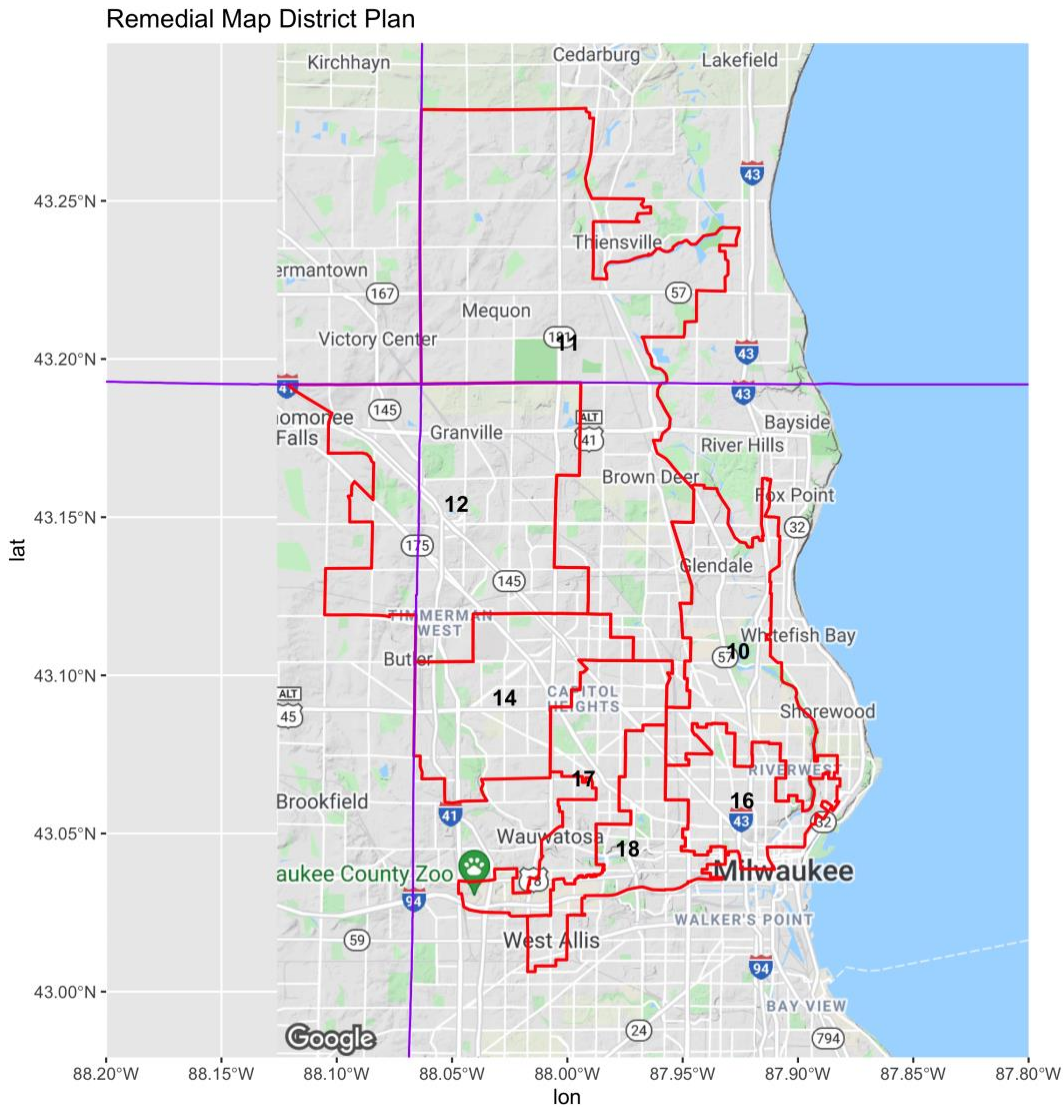 Remedial Map District Plan
Kirchhayn
Cedarburg
Lakefield
43
43.25°N
Thiensville
ermantown
167
57
Mequon
Victory Center
11
43
43.20°N
41
43
145
ALT
41
omonee
Falls
Granville
Bayside
River Hills
Brown Deer
12
Fox Point
43.15°N
32
175
Glendale
145
TIMMERMAN
WEST
Whitefish Bay
57
10
Butler
43.10°N
14
CAPITOL
HEIGHTS
ALT
45
Shorewood
17
RIVERWEST
Brookfield
16
41
43
32
43.05°N
Wauwatosa
18
aukee County Zoo
Milwaukee
94
WALKER'S POINT
59
West Allis
94
43.00°N
BAY VIEW
Google
24
794
88.20°W
88.15°W
88.10°W
88.05°W
88.00°W
87.95°W
87.90°W
87.85°W
87.80°W
lon
lat